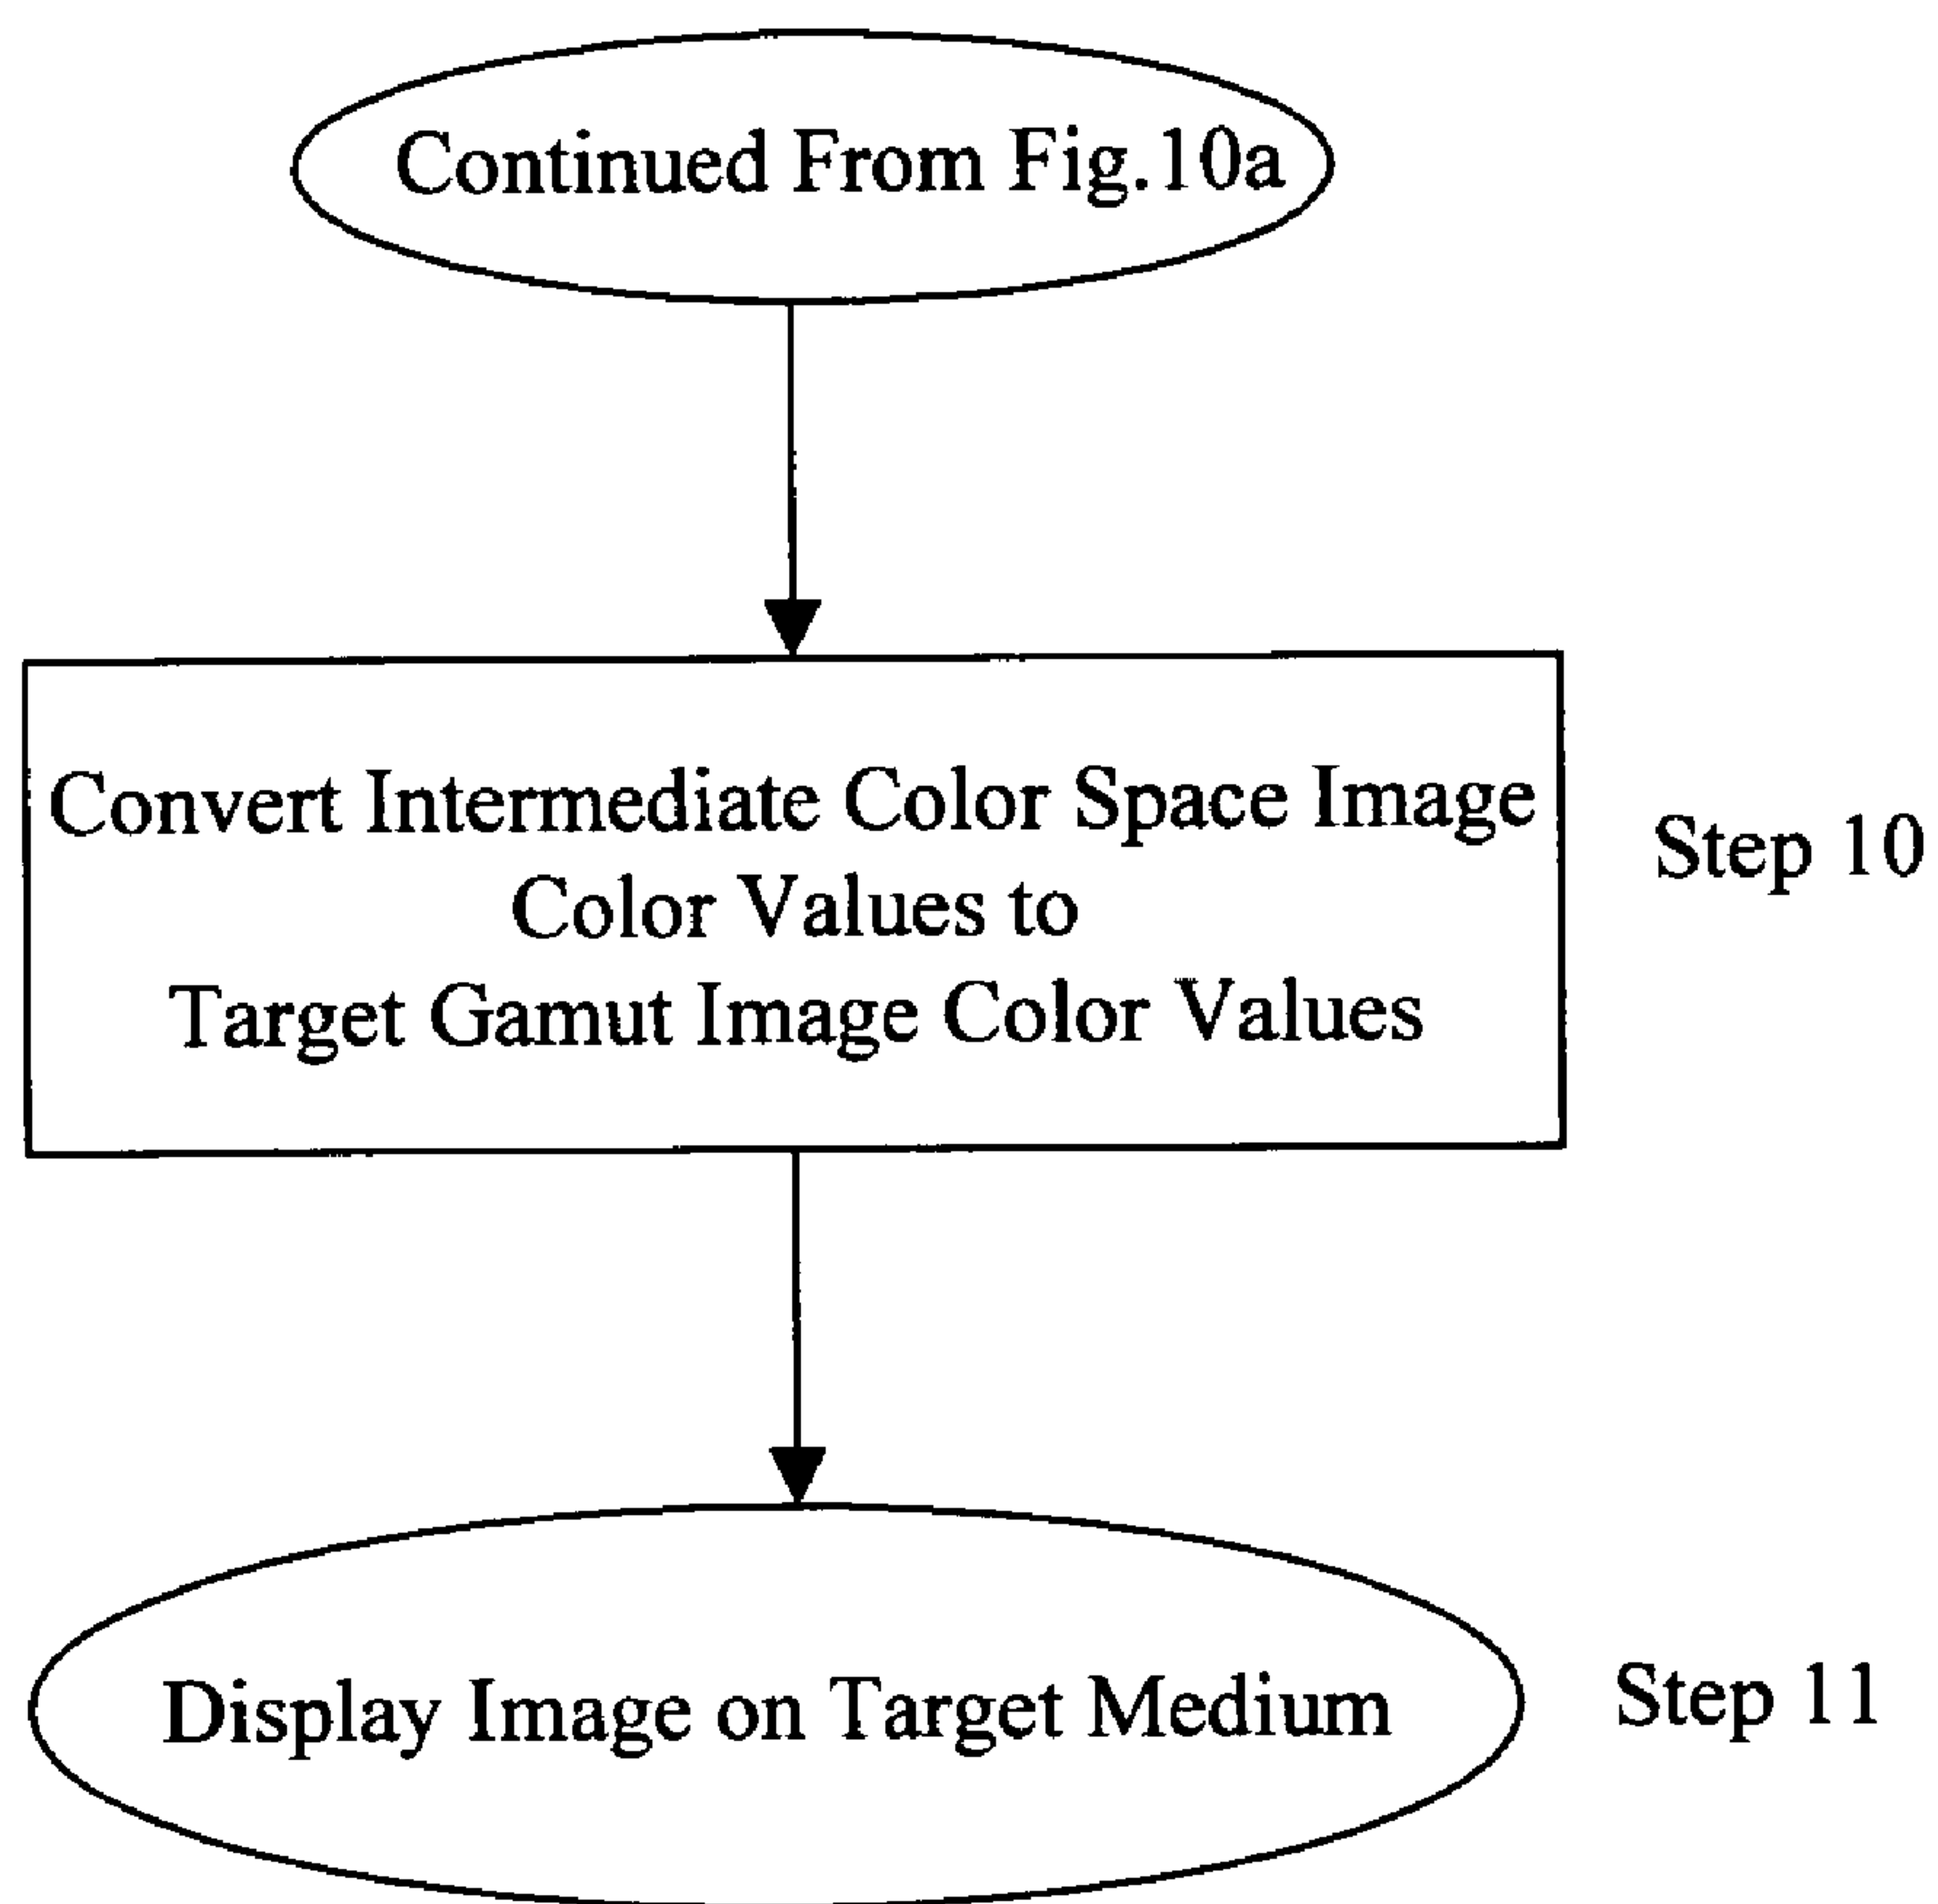 Continued From Fig.10a
Convert Intermediate Color Space Image
Color Values to
Target Gamut Image Color Values
Step 10
Display Image on Target Medium
Step 11